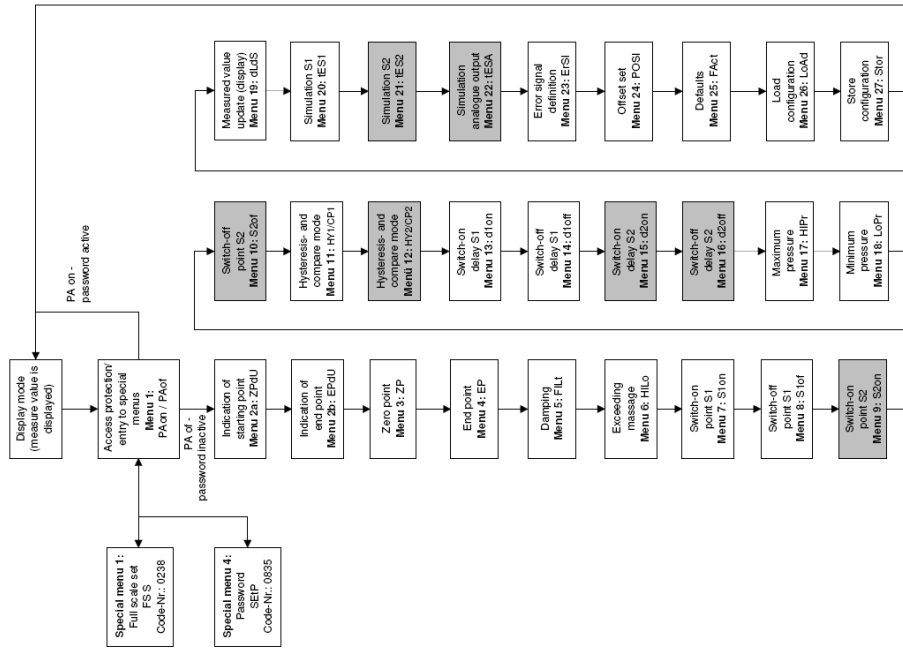 Display mode
(measure value is
displayed)
Access protection/
entry to special
menus
Menu 1:
PAon / PAof
PA on -
password active
PA of -
password inactive
Special menu 1:
Full scale set
FS S
Code-Nr.: 0238
Special menu 4:
Password
SEtP
Code-Nr.: 0835
Indication of
starting point
Menu 2a: ZPdU
Indication of
end point
Menu 2b: EPdU
Zero point
Menu 3: ZP
End point
Menu 4: EP
Damping
Menu 5: FILt
Exceeding
massage
Menu 6: HILo
Switch-on
point S1
Menu 7: S1on
Switch-off
point S1
Menu 8: S1of
Switch-on
point S2
Menu 9: S2on
Switch-off
point S2
Menu 10: S2of
Hysteresis- and
compare mode
Menu 11: HY1/CP1
Hysteresis- and
compare mode
Menü 12: HY2/CP2
Switch-on
delay S1
Menu 13: d1on
Switch-off
delay S1
Menu 14: d1off
Switch-on
delay S2
Menu 15: d2on
Switch-off
delay S2
Menu 16: d2off
Maximum
pressure
Menu 17: HIPr
Minimum
pressure
Menu 18: LoPr
Measured value
update (display)
Menu 19: dLdS
Simulation S1
Menu 20: tES1
Simulation S2
Menu 21: tES2
Simulation
analogue output
Menu 22: tESA
Error signal
definition
Menu 23: ErSI
Offset set
Menu 24: POSI
Defaults
Menu 25: FAct
Load
configuration
Menu 26: LoAd
Store
configuration
Menu 27: Stor